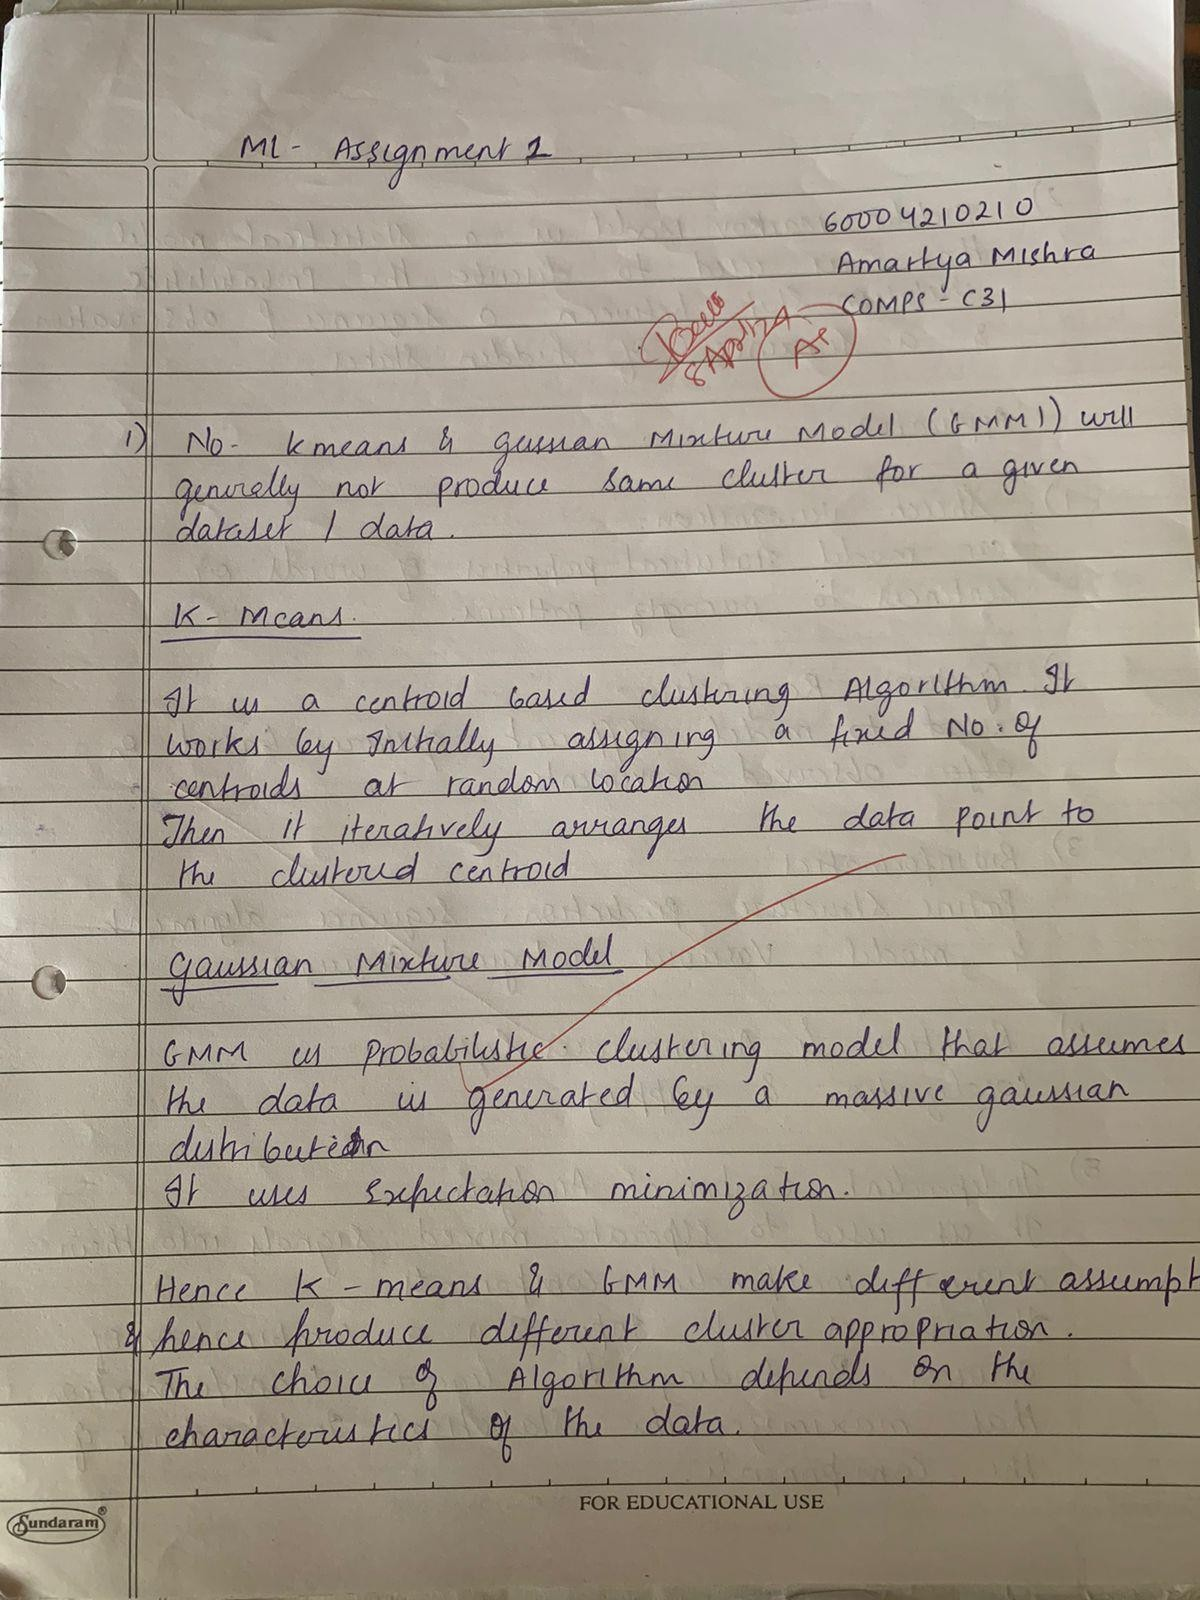 ML - Assignment 1
60004210210
Amartya Mishra
COMPS - C31
8 April 24
A+
1) No - k means & gaussian Mixture Model (GMM) will
generally not produce same cluster for a given
dataset / data.
K - Means.
It is a centroid based clustering Algorithm. It
works by Initially assigning a fixed No. of
centroids at random location
Then it iteratively arranges the data point to
the clustered centroid
Gaussian Mixture Model
GMM is probabilistic clustering model that assumes
the data is generated by a massive gaussian
distribution
It uses Expectation minimization.
Hence K - means & GMM make different assumpt
& hence produce different cluster appropriation.
The choice of Algorithm depends on the
characteristics of the data.
FOR EDUCATIONAL USE
Sundaram®